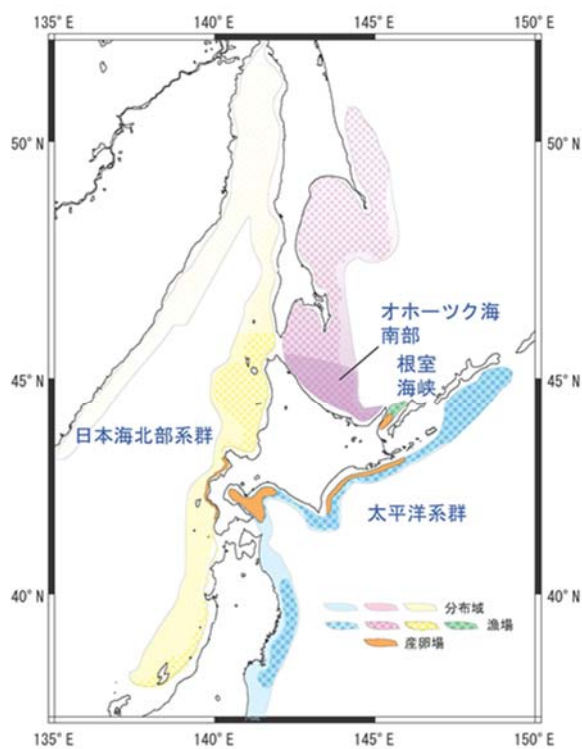 135° E 140° E 145° E 150° E
50° N 50° N
オホーツク海
南部
根室
海峡
45° N 45° N
日本海北部系群
太平洋系群
40° N 40° N
分布域
漁場
産卵場
135° E 140° E 145° E 150° E